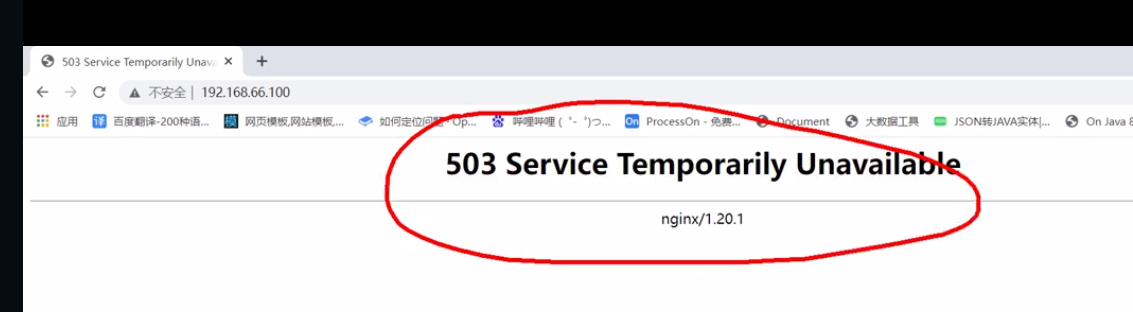 503 Service Temporarily Unava
不安全 | 192.168.66.100
应用 译 百度翻译-200种语... 模 网页模板,网站模板,... 如何定位问题 - Op... 哔哩哔哩 ( ゜- ゜)つ... On ProcessOn - 免费... Document 大数据工具 JSON转JAVA实体|... On Java 8
503 Service Temporarily Unavailable
nginx/1.20.1